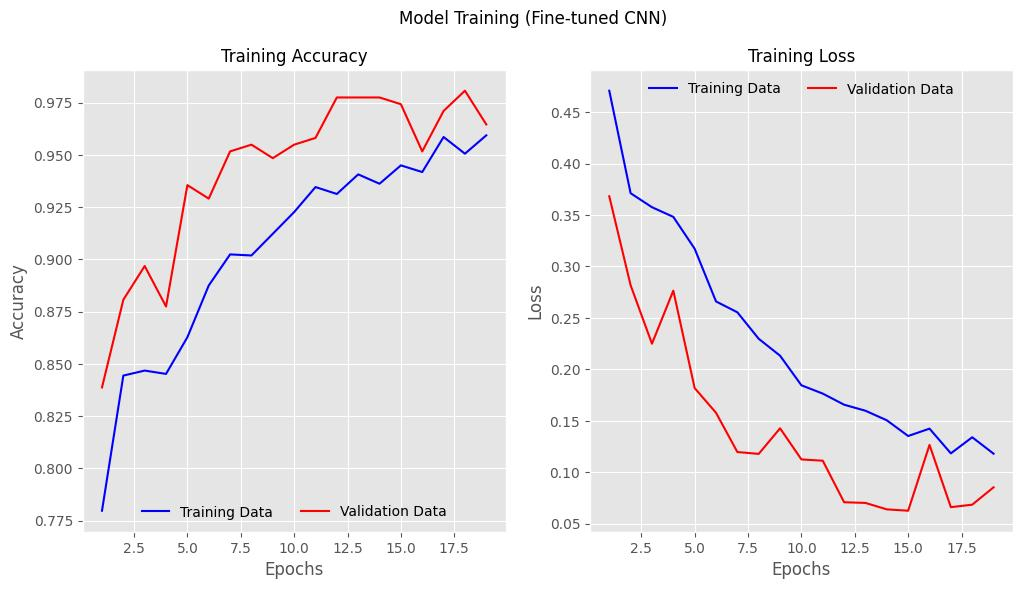 Model Training (Fine-tuned CNN)
Training Accuracy
Accuracy
0.975
0.950
0.925
0.900
0.875
0.850
0.825
0.800
0.775
Training Data
Validation Data
2.5 5.0 7.5 10.0 12.5 15.0 17.5
Epochs
Training Loss
Training Data
Validation Data
Loss
0.45
0.40
0.35
0.30
0.25
0.20
0.15
0.10
0.05
2.5 5.0 7.5 10.0 12.5 15.0 17.5
Epochs